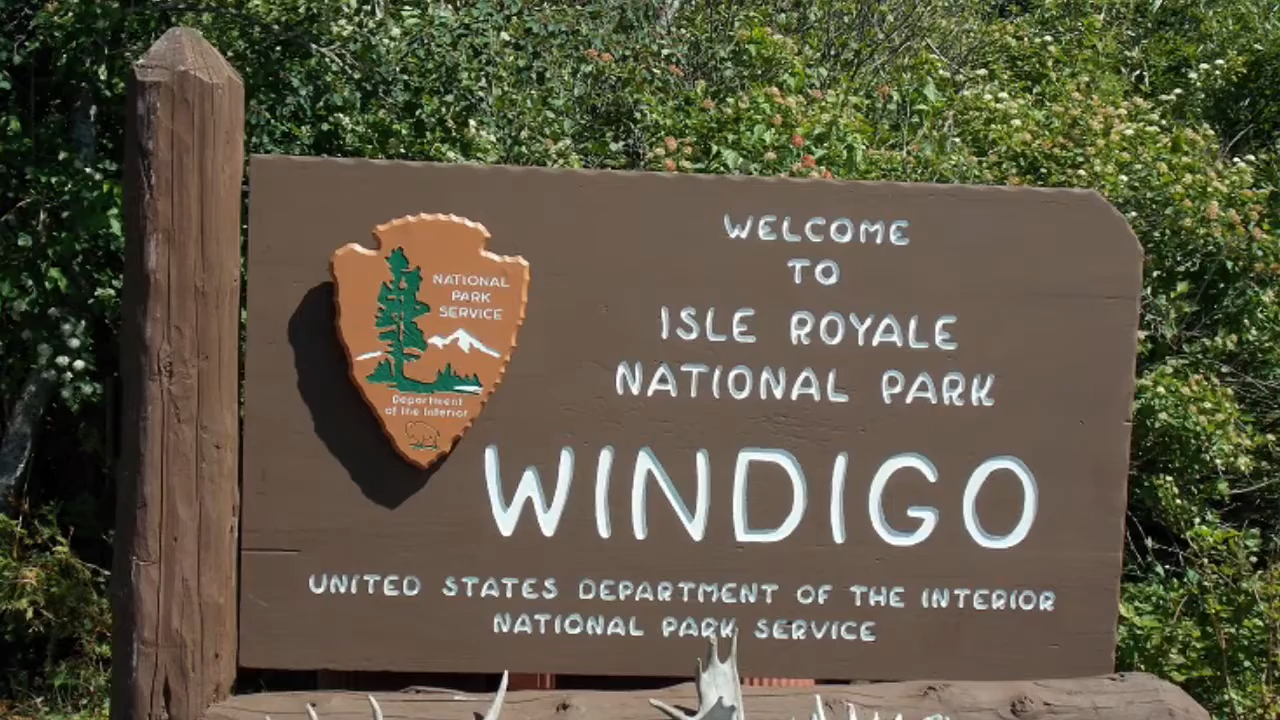 WELCOME
TO
ISLE ROYALE
NATIONAL PARK
NATIONAL
PARK
SERVICE
Department
of the Interior
WINDIGO
UNITED STATES DEPARTMENT OF THE INTERIOR
NATIONAL PARK SERVICE